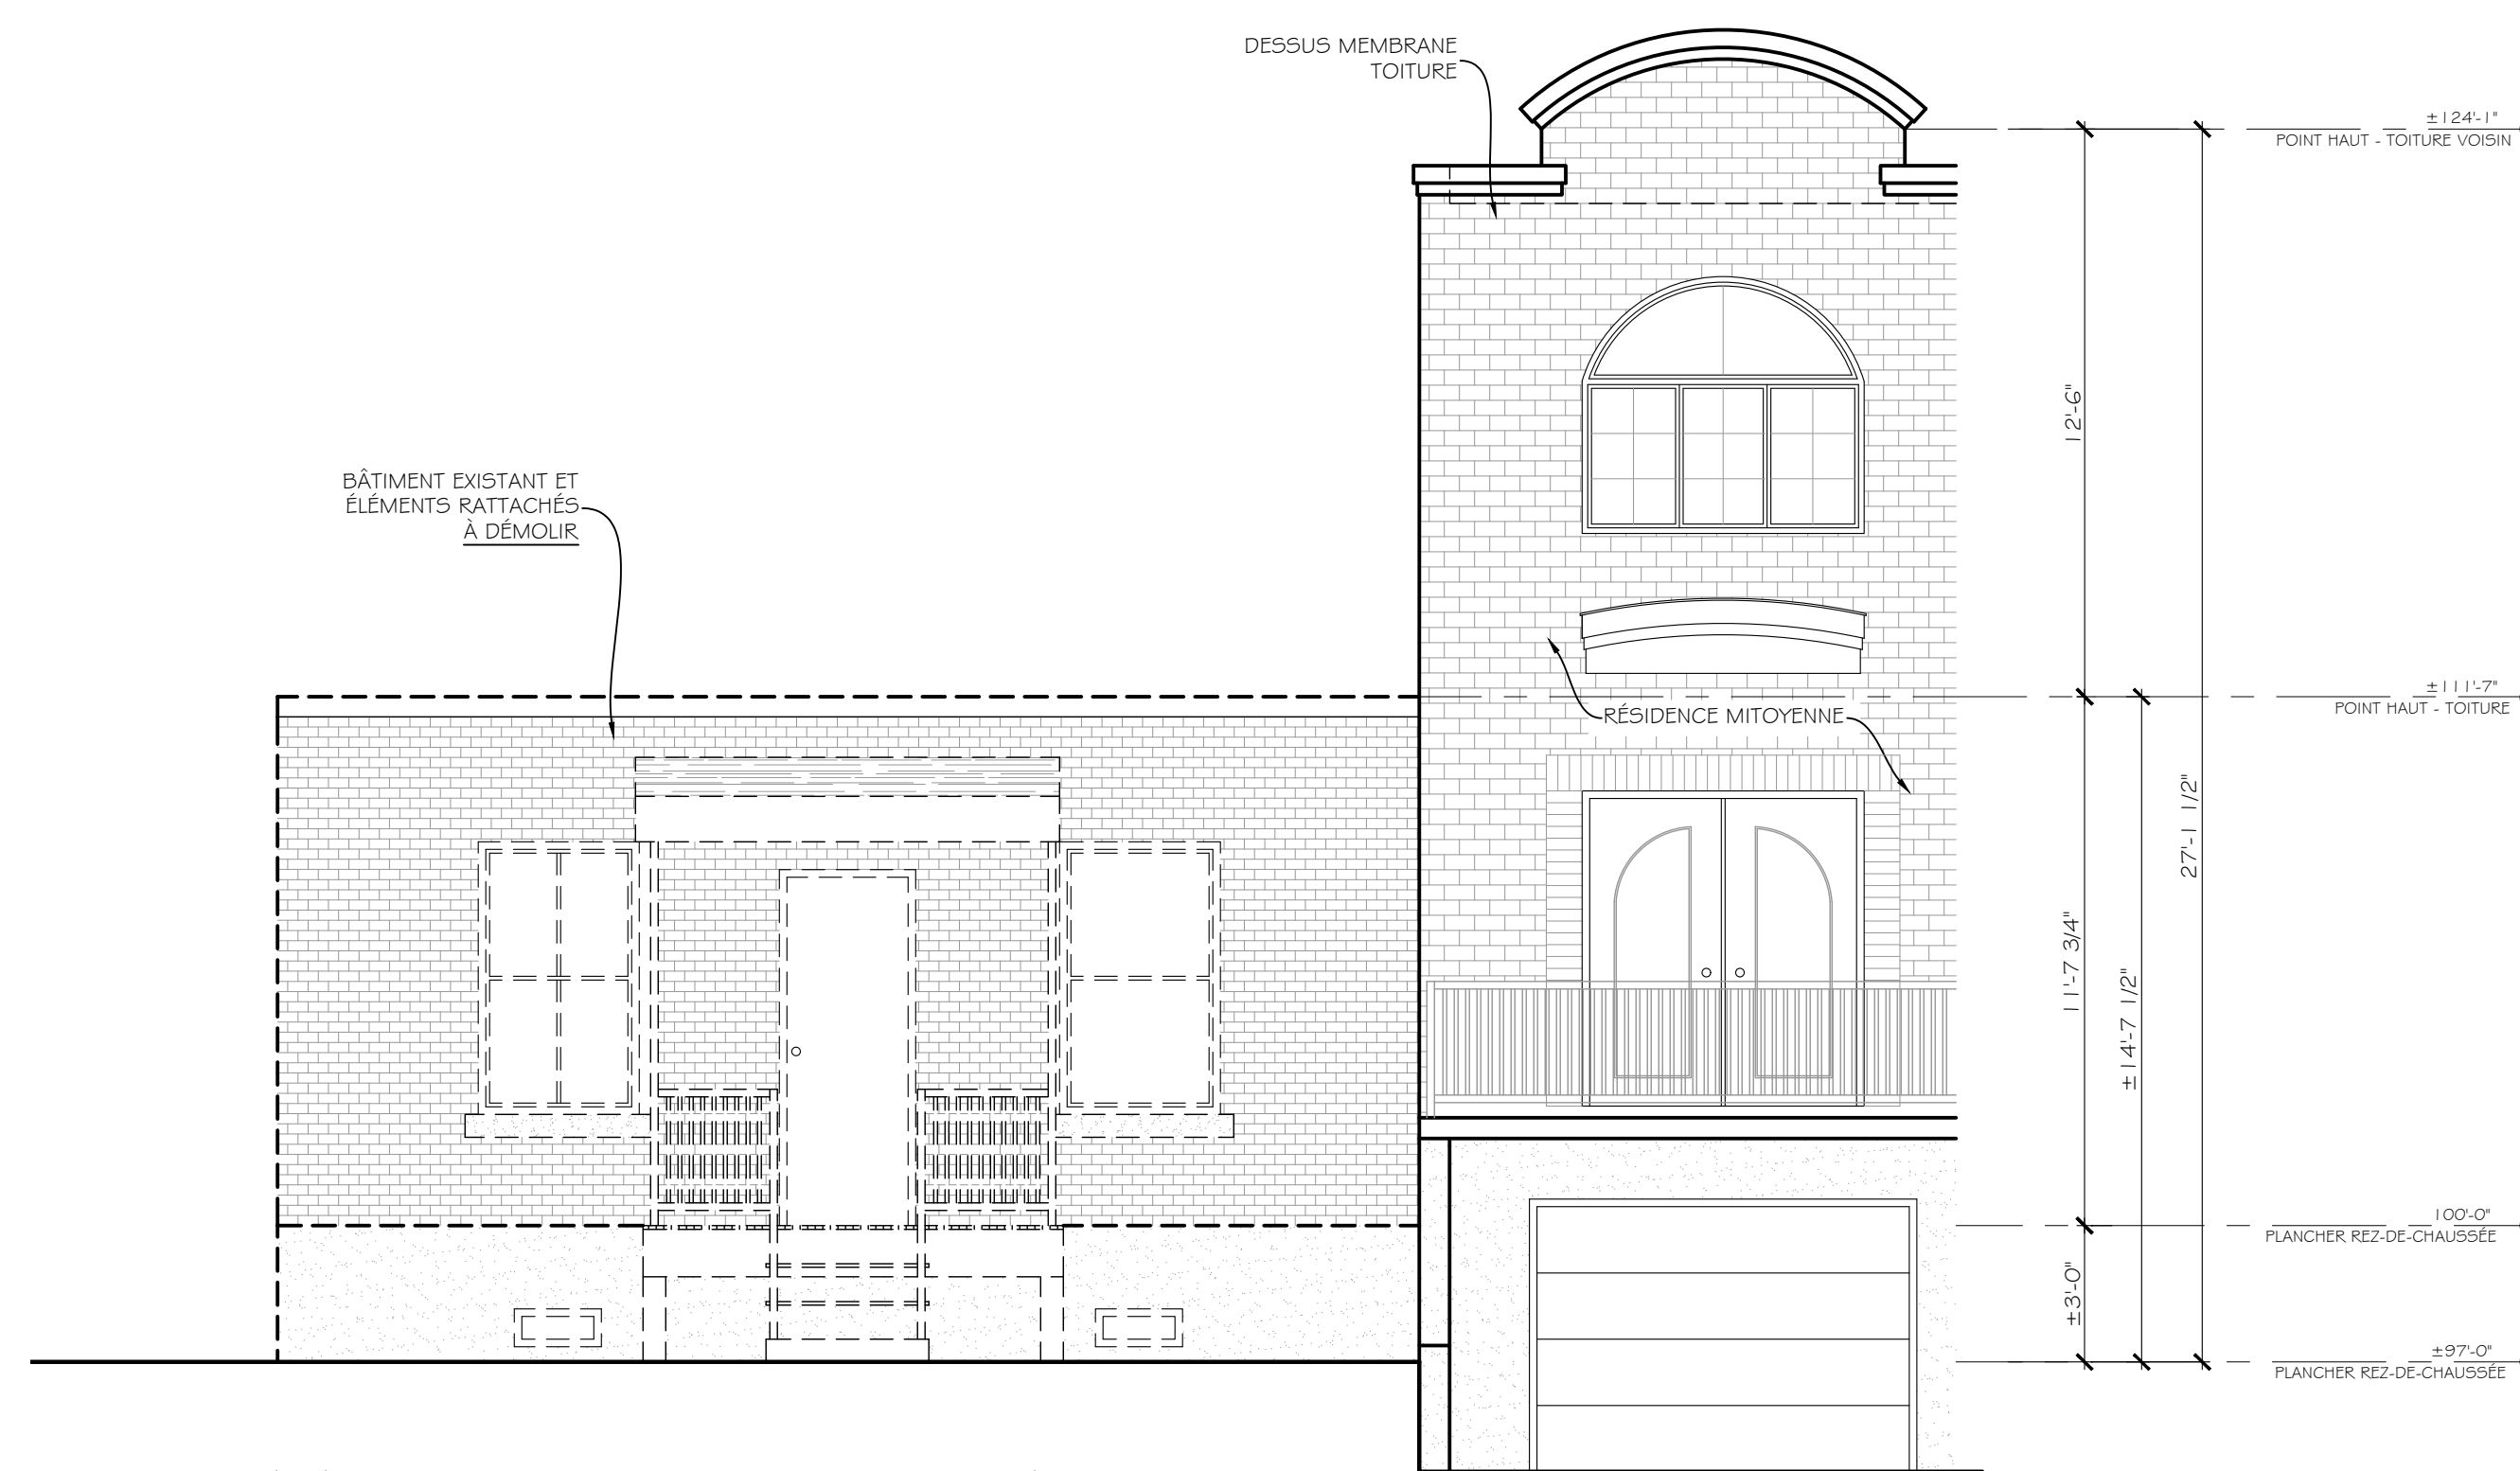 DESSUS MEMBRANE
TOITURE
±124'-1"
POINT HAUT - TOITURE VOISIN
12'-6"
BÂTIMENT EXISTANT ET
ÉLÉMENTS RATTACHÉS
À DÉMOLIR
±111'-7"
POINT HAUT - TOITURE
RÉSIDENCE MITOYENNE
27'-1 1/2"
11'-7 3/4"
±14'-7 1/2"
100'-0"
PLANCHER REZ-DE-CHAUSSÉE
±3'-0"
±97'-0"
PLANCHER REZ-DE-CHAUSSÉE